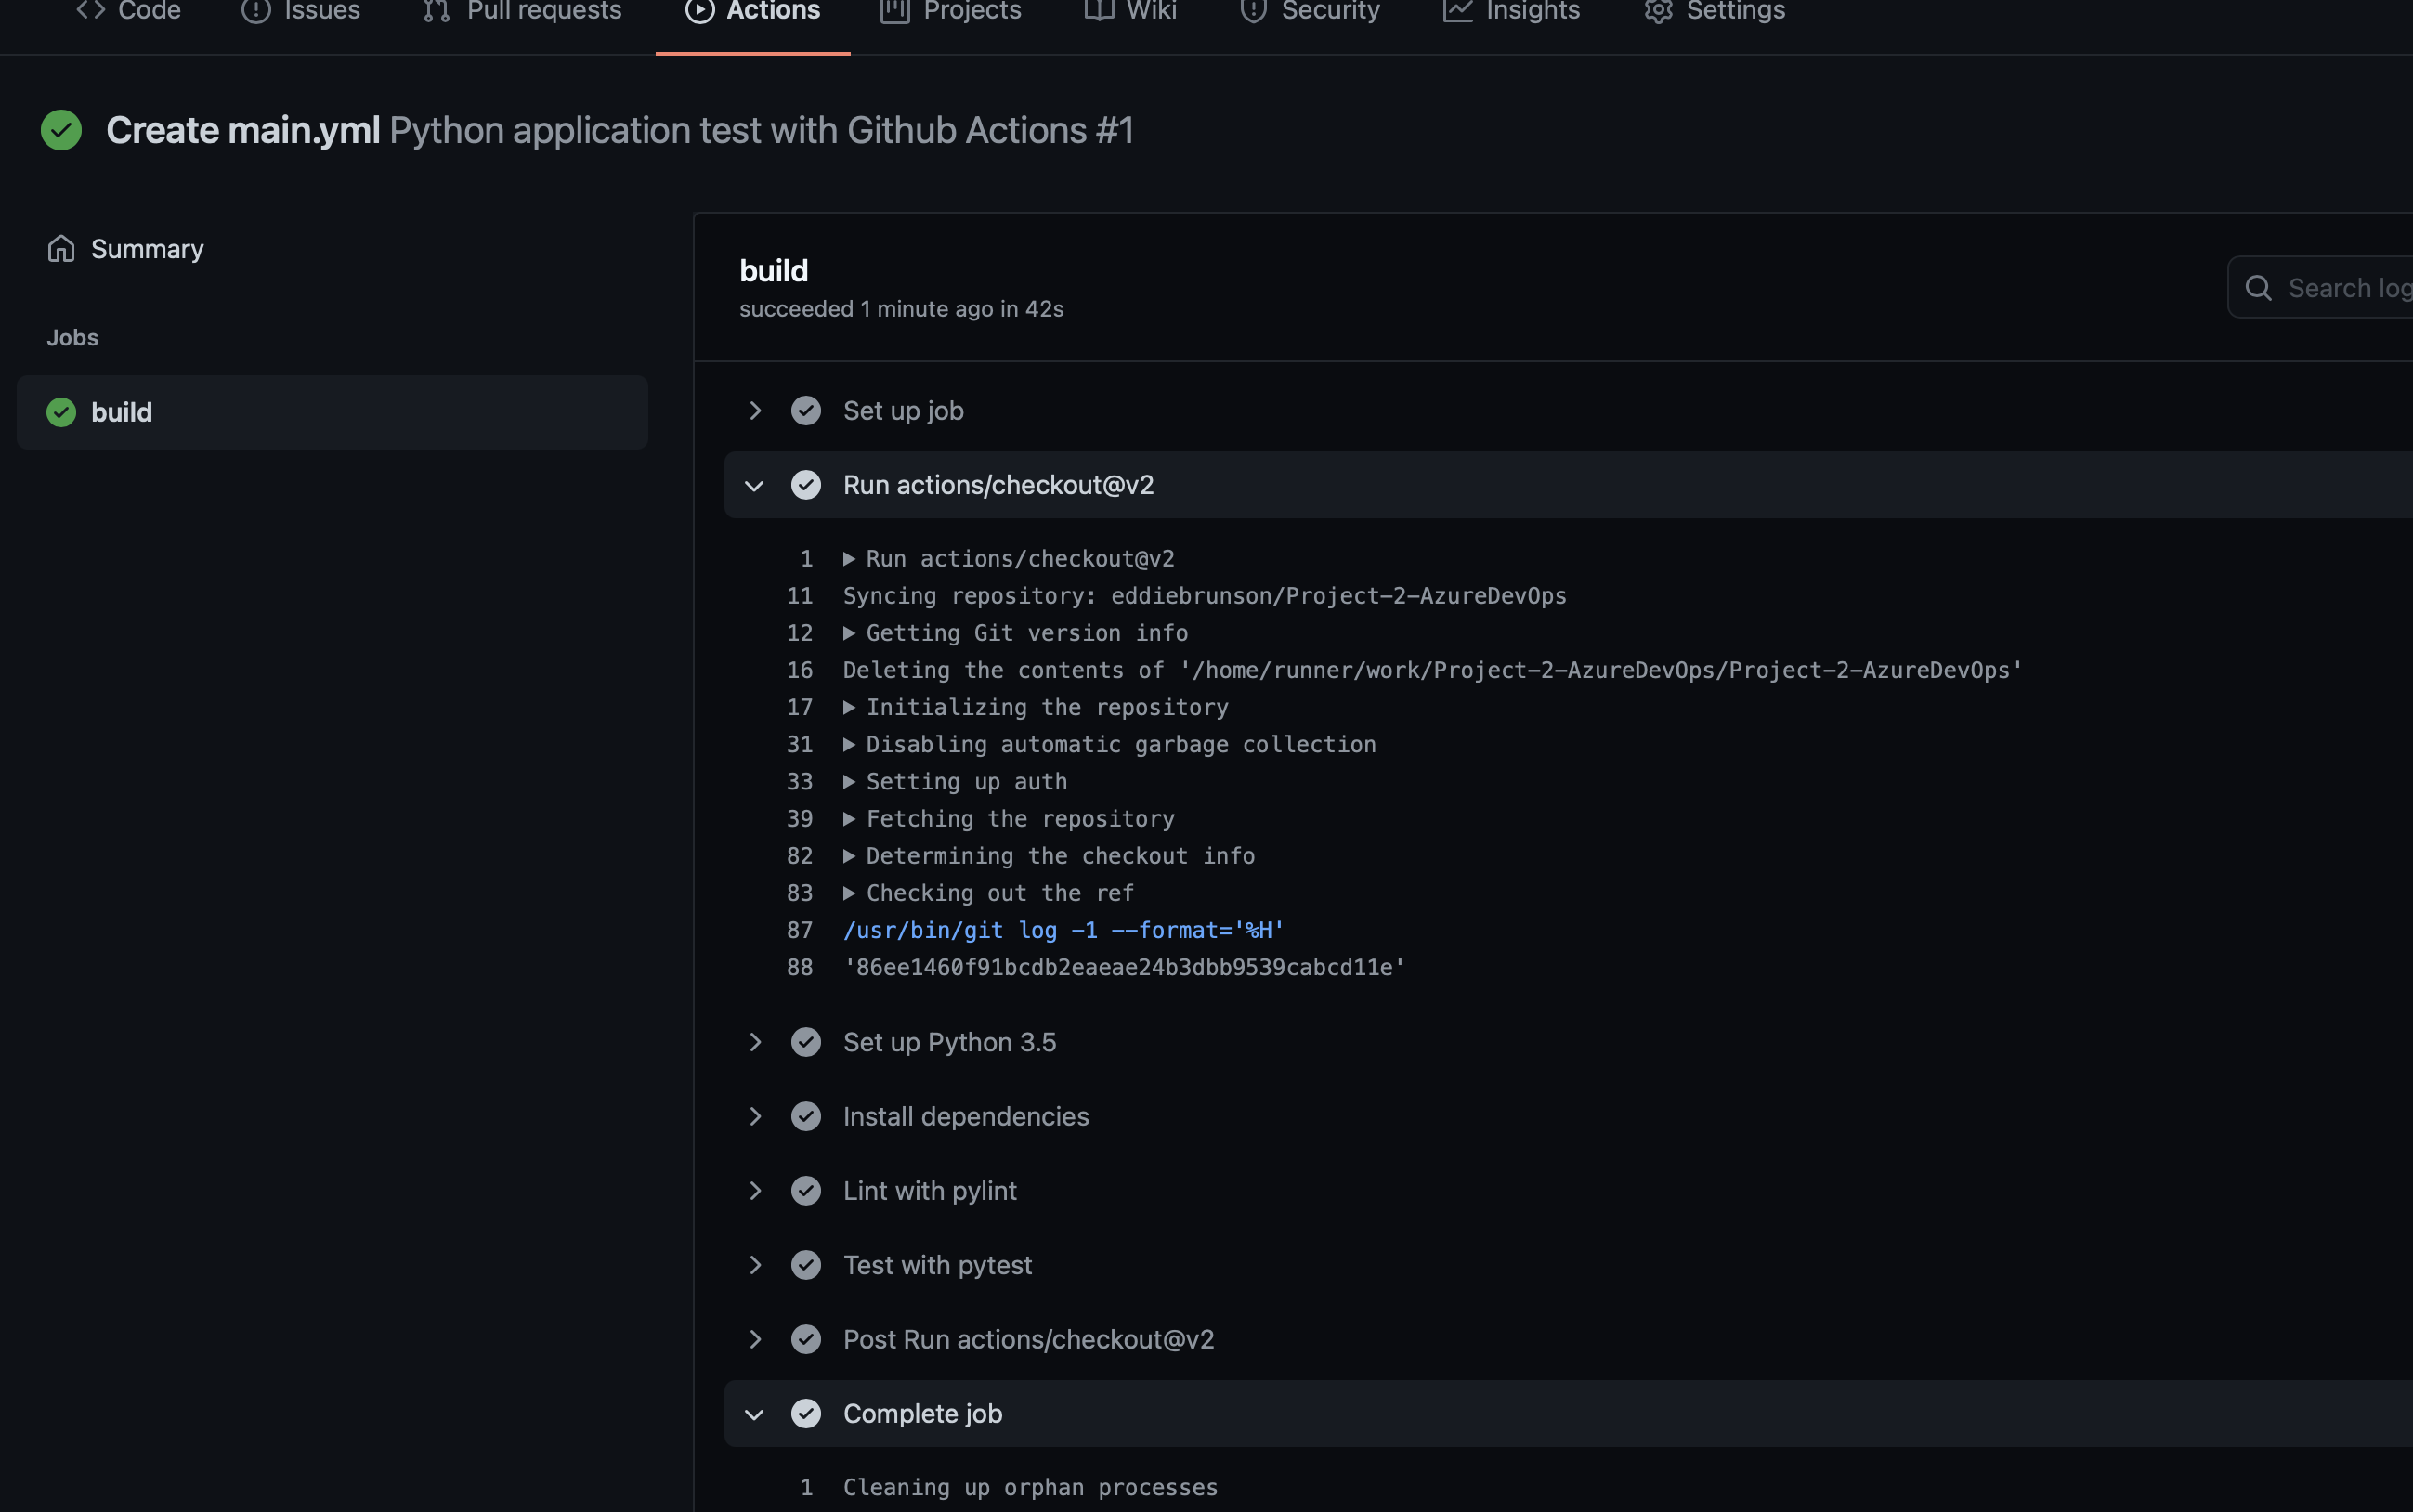 Code Issues Pull requests Actions Projects Wiki Security Insights Settings
Create main.yml Python application test with Github Actions #1
Summary
Jobs
build
build
succeeded 1 minute ago in 42s
Search log
Set up job
Run actions/checkout@v2
1 Run actions/checkout@v2
11 Syncing repository: eddiebrunson/Project-2-AzureDevOps
12 Getting Git version info
16 Deleting the contents of '/home/runner/work/Project-2-AzureDevOps/Project-2-AzureDevOps'
17 Initializing the repository
31 Disabling automatic garbage collection
33 Setting up auth
39 Fetching the repository
82 Determining the checkout info
83 Checking out the ref
87 /usr/bin/git log -1 --format='%H'
88 '86ee1460f91bcdb2eaeae24b3dbb9539cabcd11e'
Set up Python 3.5
Install dependencies
Lint with pylint
Test with pytest
Post Run actions/checkout@v2
Complete job
1 Cleaning up orphan processes